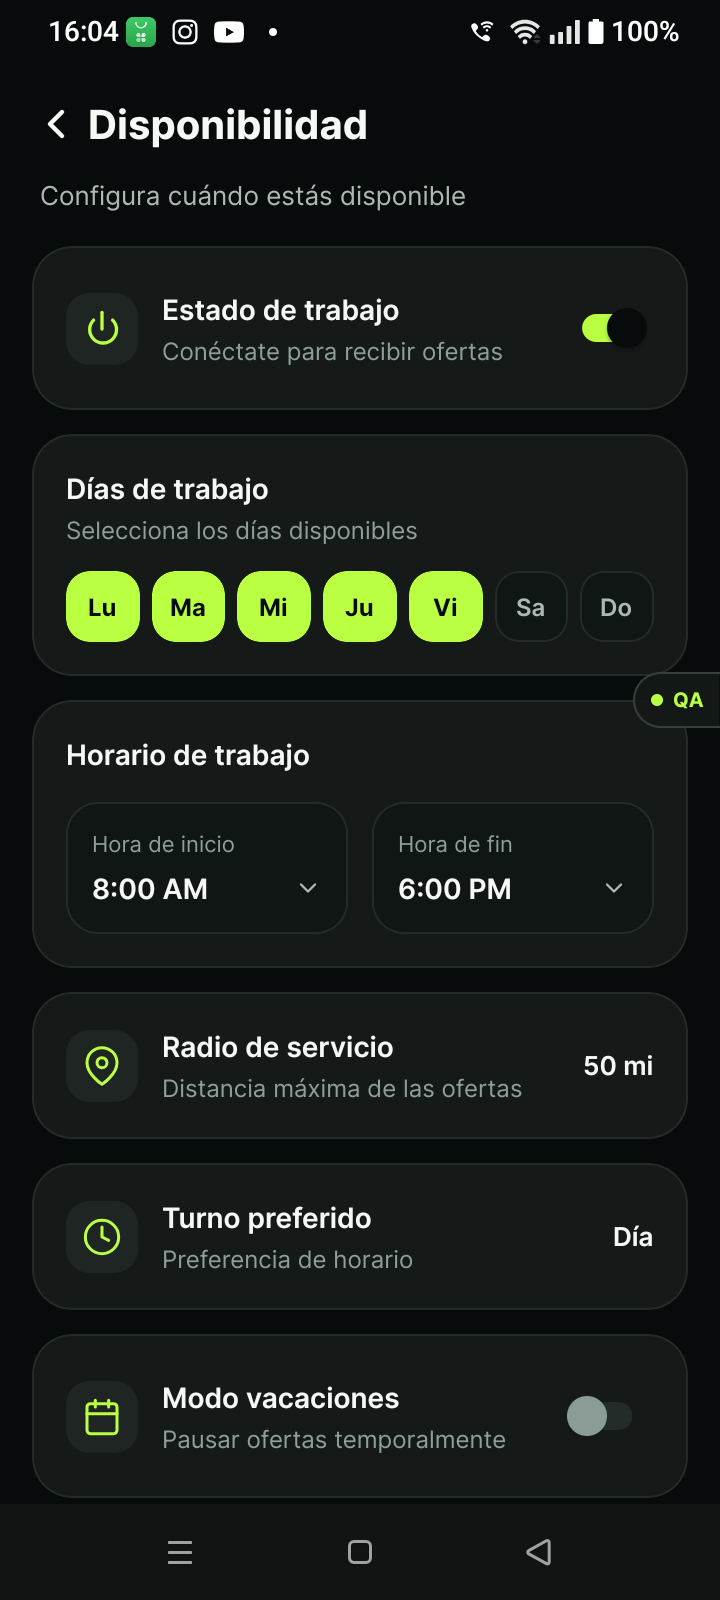 16:04
100%
Disponibilidad
Configura cuándo estás disponible
Estado de trabajo
Conéctate para recibir ofertas
Días de trabajo
Selecciona los días disponibles
Lu Ma Mi Ju Vi Sa Do
QA
Horario de trabajo
Hora de inicio
8:00 AM
Hora de fin
6:00 PM
Radio de servicio
Distancia máxima de las ofertas
50 mi
Turno preferido
Preferencia de horario
Día
Modo vacaciones
Pausar ofertas temporalmente